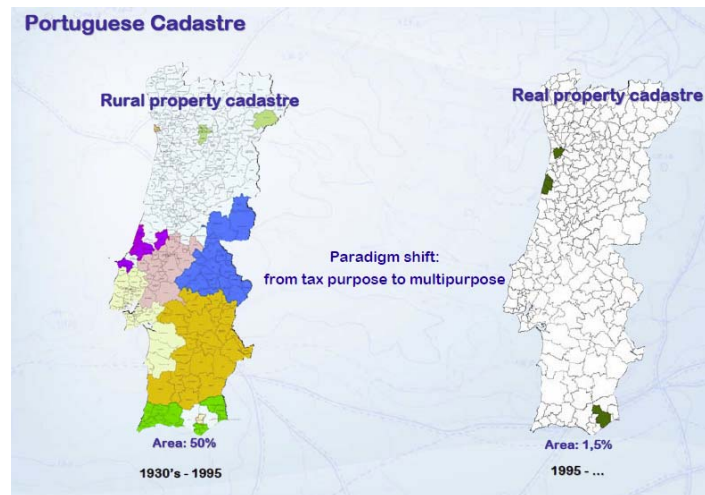 Portuguese Cadastre
Rural property cadastre
Real property cadastre
Paradigm shift:
from tax purpose to multipurpose
Area: 50%
Area: 1,5%
1930's - 1995
1995 - ...